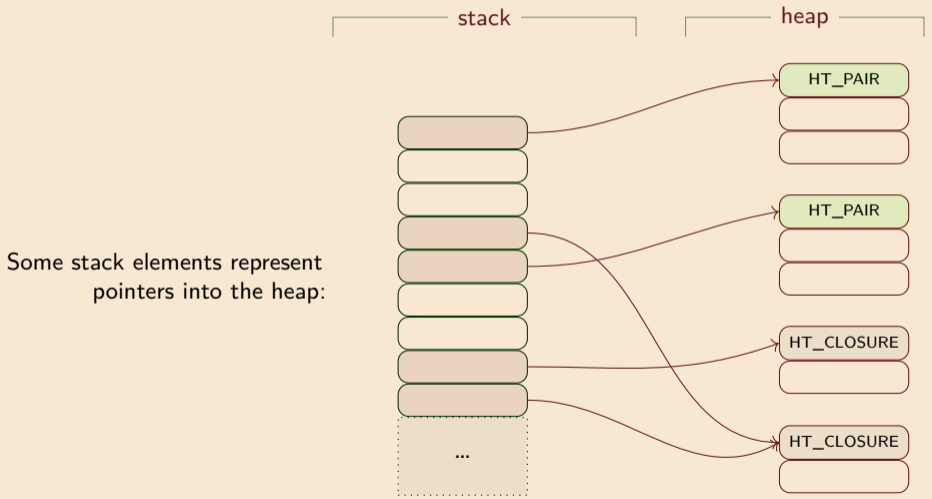 stack
heap
HT_PAIR
HT_PAIR
Some stack elements represent
pointers into the heap:
HT_CLOSURE
HT_CLOSURE
...